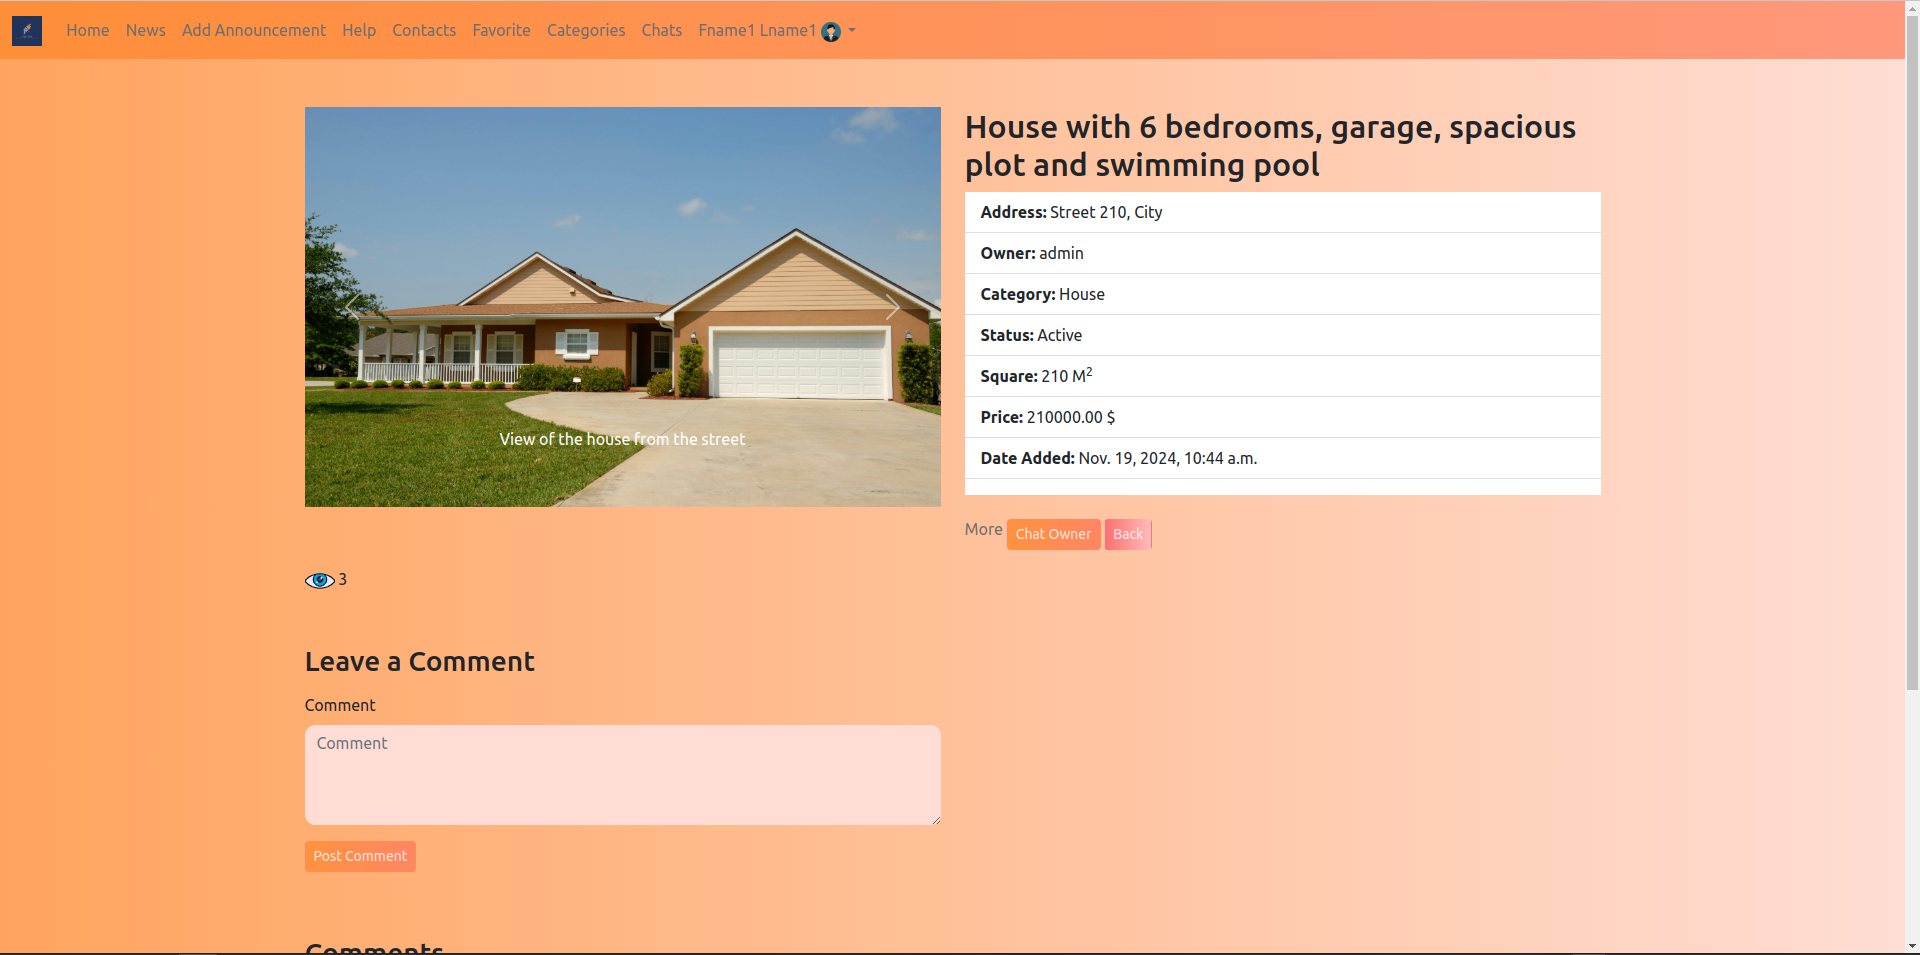 Home News Add Announcement Help Contacts Favorite Categories Chats Fname1 Lname1
House with 6 bedrooms, garage, spacious
plot and swimming pool
Address: Street 210, City
Owner: admin
Category: House
Status: Active
Square: 210 M²
Price: 210000.00 $
Date Added: Nov. 19, 2024, 10:44 a.m.
View of the house from the street
More Chat Owner Back
3
Leave a Comment
Comment
Comment
Post Comment
Comments